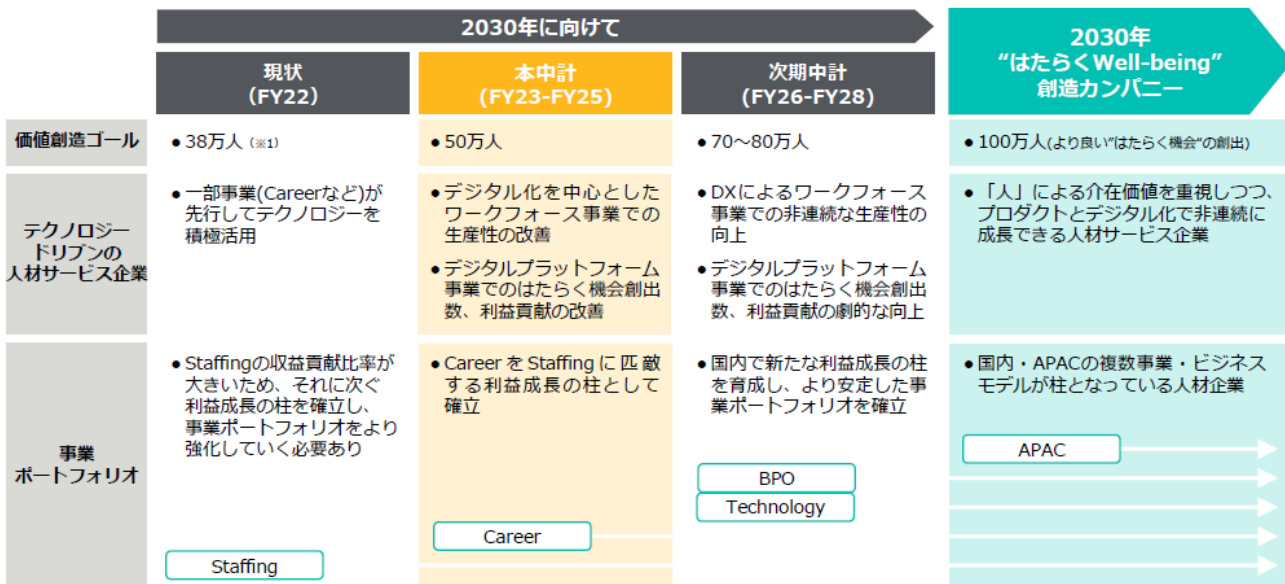 2030年に向けて
2030年
“はたらくWell-being”
創造カンパニー
現状
（FY22）
本中計
(FY23-FY25)
次期中計
(FY26-FY28)
価値創造ゴール
● 38万人（※1）
● 50万人
● 70～80万人
● 100万人(より良い“はたらく機会“の創出)
テクノロジー
ドリブンの
人材サービス企業
● 一部事業(Careerなど)が
先行してテクノロジーを
積極活用
● デジタル化を中心とした
ワークフォース事業での
生産性の改善
● デジタルプラットフォーム
事業でのはたらく機会創出
数、利益貢献の改善
● DXによるワークフォース
事業での非連続な生産性の
向上
● デジタルプラットフォーム
事業でのはたらく機会創出
数、利益貢献の劇的な向上
● 「人」による介在価値を重視しつつ、
プロダクトとデジタル化で非連続に
成長できる人材サービス企業
事業
ポートフォリオ
● Staffingの収益貢献比率が
大きいため、それに次ぐ
利益成長の柱を確立し、
事業ポートフォリオをより
強化していく必要あり
● CareerをStaffingに匹敵
する利益成長の柱として
確立
● 国内で新たな利益成長の柱
を育成し、より安定した事
業ポートフォリオを確立
● 国内・APACの複数事業・ビジネス
モデルが柱となっている人材企業
APAC
BPO
Technology
Career
Staffing